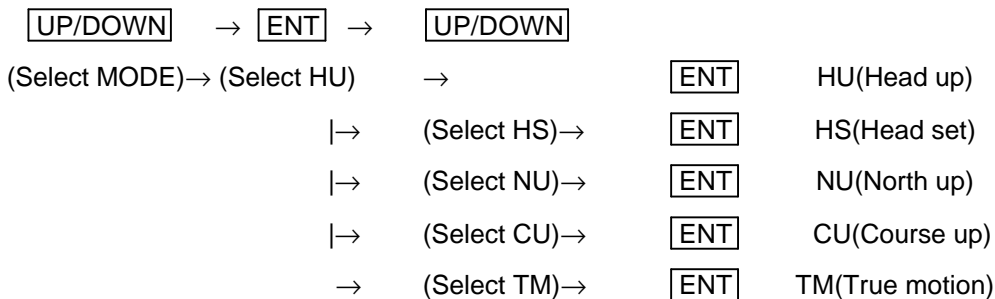 UP/DOWN → ENT → UP/DOWN
(Select MODE)→ (Select HU) → ENT HU(Head up)
|→ (Select HS)→ ENT HS(Head set)
|→ (Select NU)→ ENT NU(North up)
|→ (Select CU)→ ENT CU(Course up)
→ (Select TM)→ ENT TM(True motion)